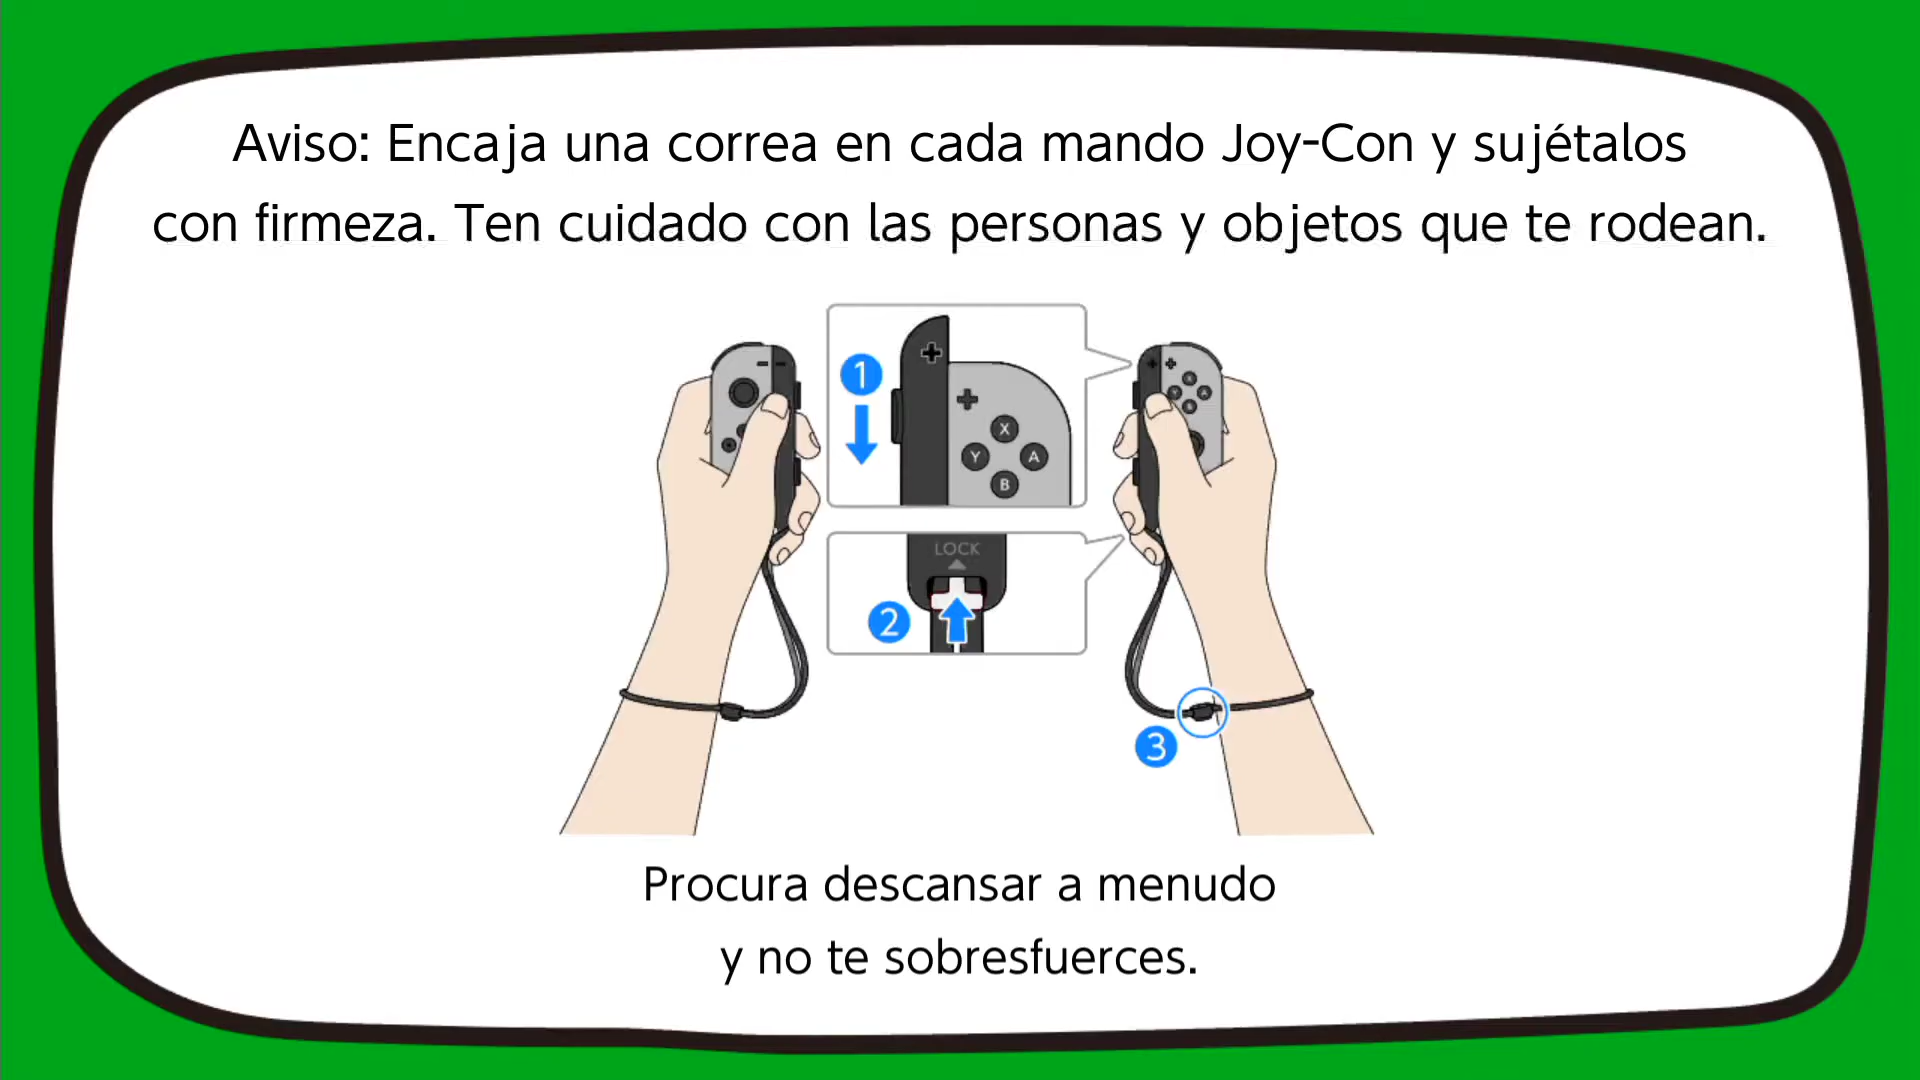 Aviso: Encaja una correa en cada mando Joy-Con y sujétalos
con firmeza. Ten cuidado con las personas y objetos que te rodean.
1
X
Y A
B
LOCK
2
3
Procura descansar a menudo
y no te sobresfuerces.